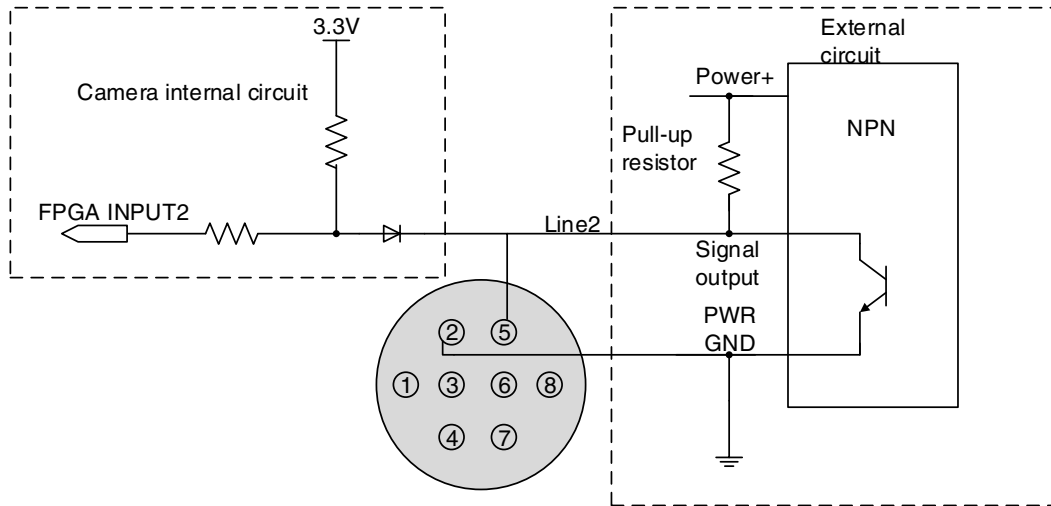 3.3V
Camera internal circuit
FPGA INPUT2
Line2
External
circuit
Power+
NPN
Pull-up
resistor
Signal
output
PWR
GND
2 5
1 3 6 8
4 7